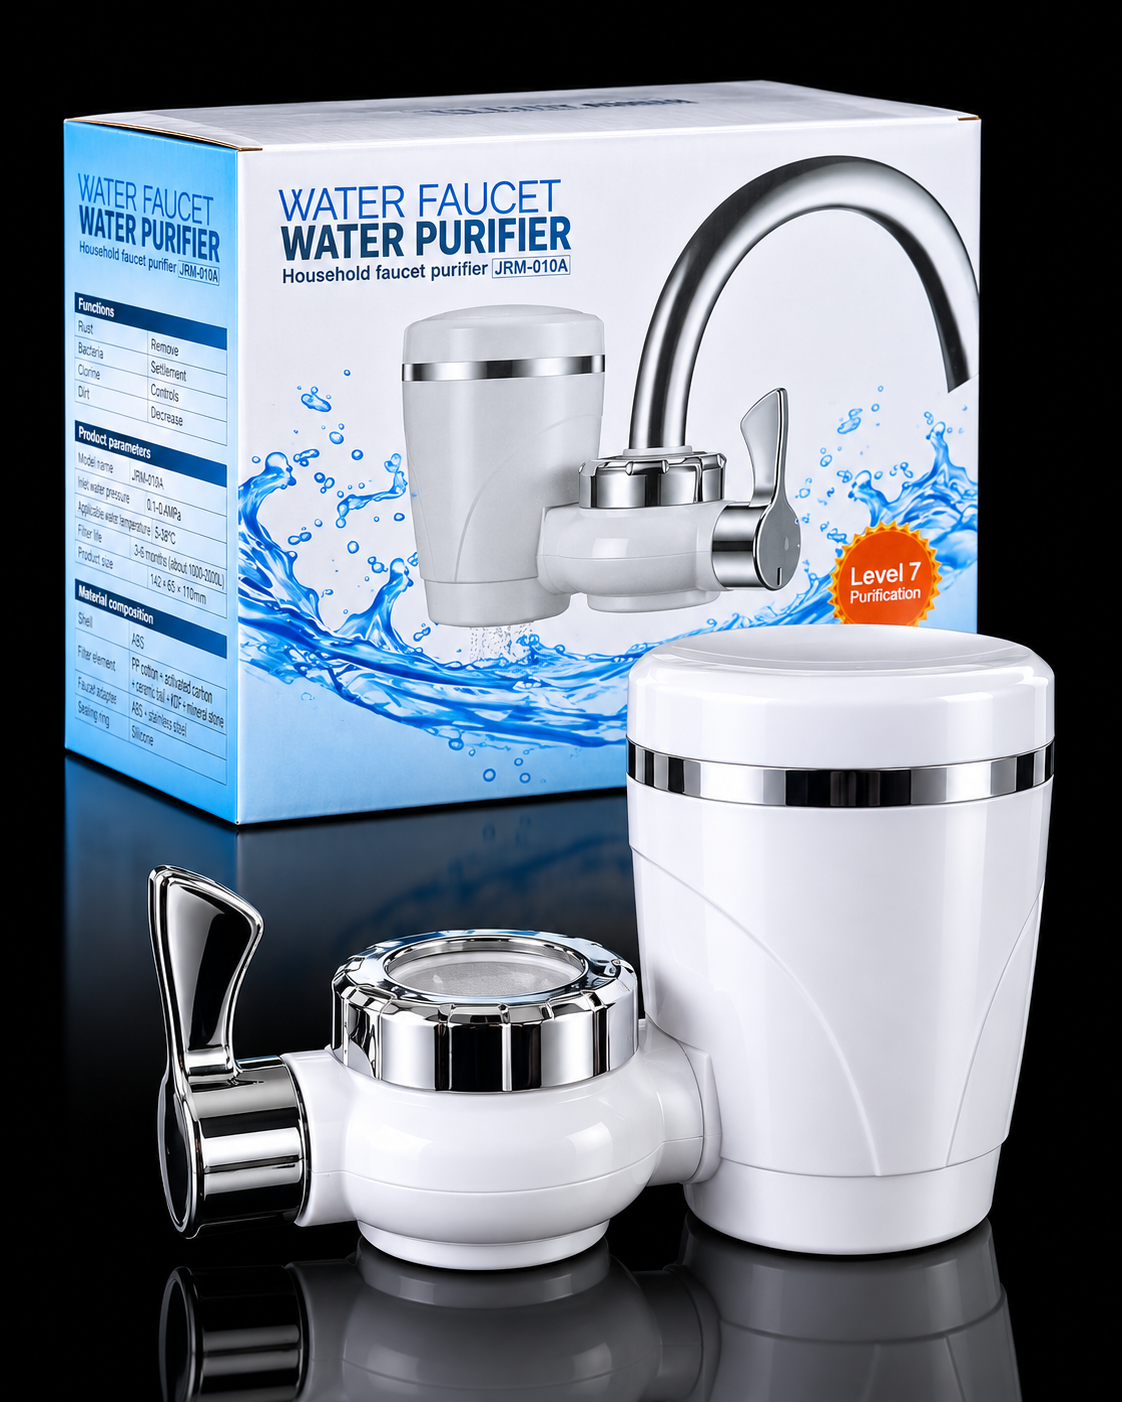 WATER FAUCET
WATER PURIFIER
Household faucet purifier JRM-010A
Functions
Rust Remove
Bacteria Settlement
Clorine Controls
Dirt Decrease
Product parameters
Model name JRM-010A
Inlet water pressure 0.1-0.4MPa
Applicable water temperature 5-38°C
Filter life 3-6 months (about 1000-2000L)
Product size 142 * 65 * 110mm
Material composition
Shell ABS
Filter element PP cotton + activated carbon
+ ceramic ball + KDF + mineral stone
Faucet adapter ABS + stainless steel
Sealing ring Silicone
WATER FAUCET
WATER PURIFIER
Household faucet purifier JRM-010A
Level 7
Purification